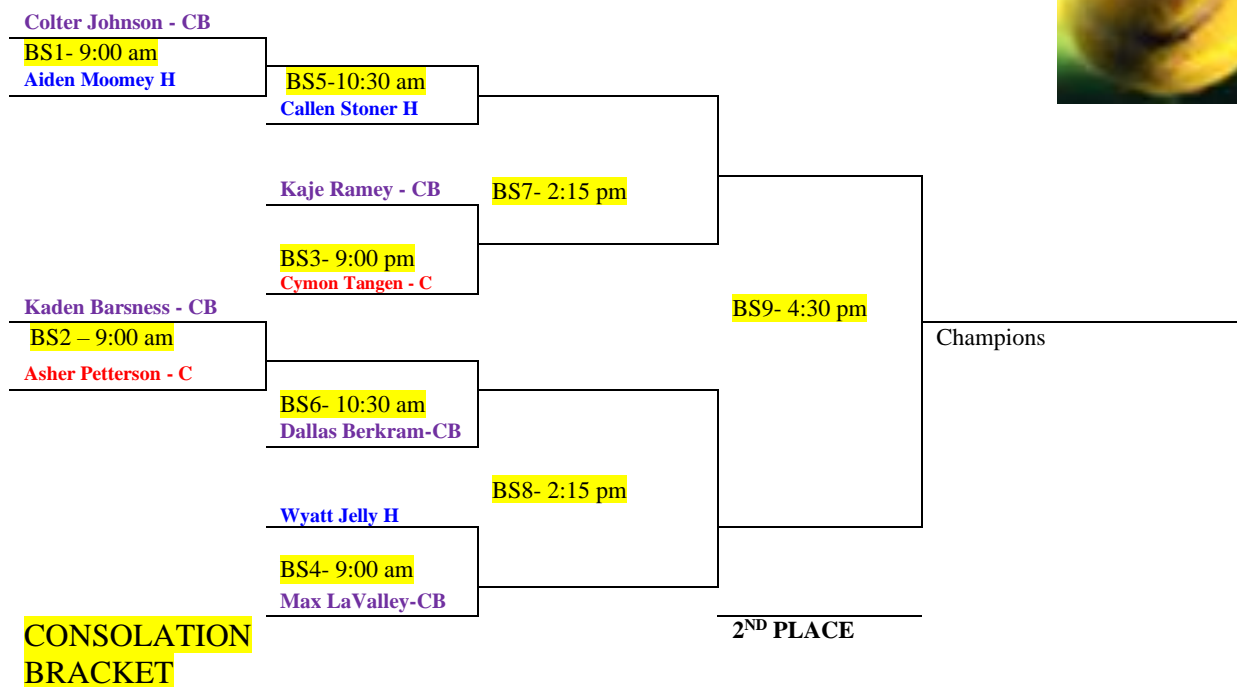 Colter Johnson - CB
BS1- 9:00 am
Aiden Moomey H
BS5-10:30 am
Callen Stoner H
Kaje Ramey - CB
BS7- 2:15 pm
BS3- 9:00 pm
Cymon Tangen - C
Kaden Barsness - CB
BS9- 4:30 pm
BS2 – 9:00 am
Champions
Asher Petterson - C
BS6- 10:30 am
Dallas Berkram-CB
BS8- 2:15 pm
Wyatt Jelly H
BS4- 9:00 am
Max LaValley-CB
2ND PLACE
CONSOLATION
BRACKET